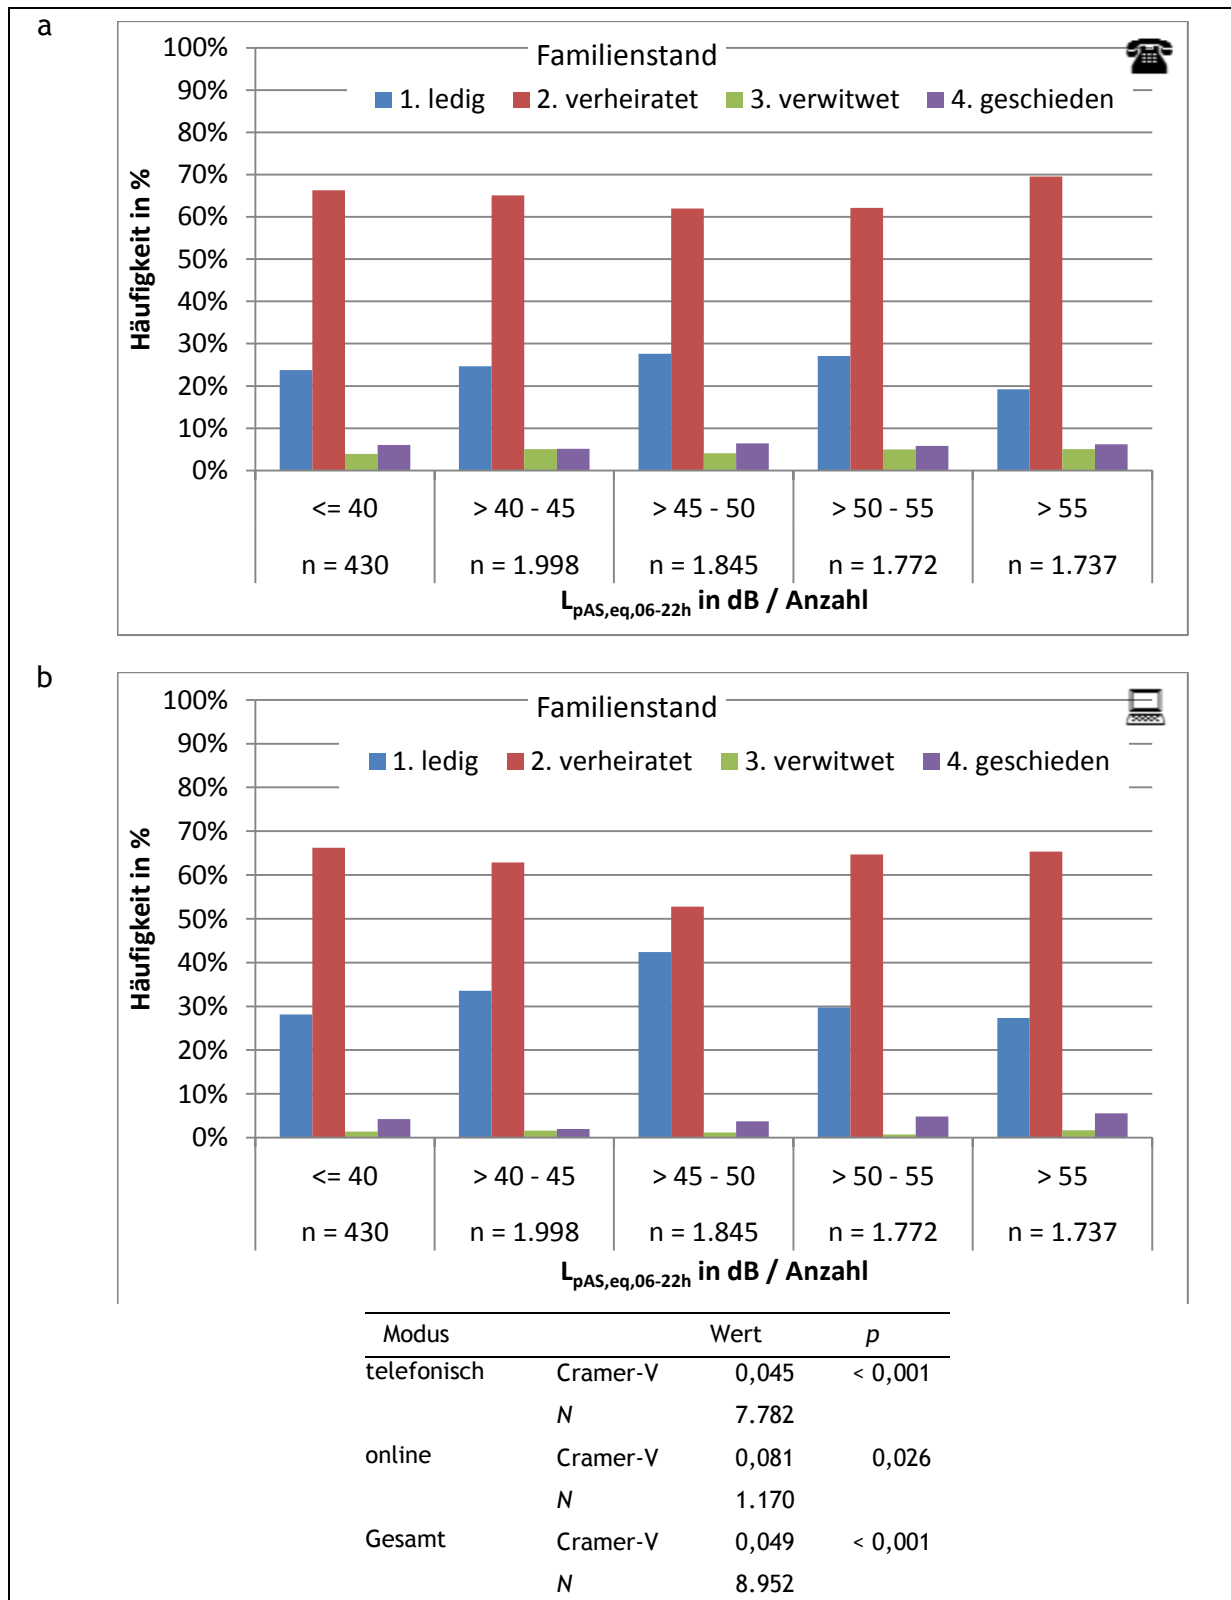 a
Familienstand
1. ledig 2. verheiratet 3. verwitwet 4. geschieden
Häufigkeit in %
100%
90%
80%
70%
60%
50%
40%
30%
20%
10%
0%
<= 40 > 40 - 45 > 45 - 50 > 50 - 55 > 55
n = 430 n = 1.998 n = 1.845 n = 1.772 n = 1.737
LpAS,eq,06-22h in dB / Anzahl
b
Familienstand
1. ledig 2. verheiratet 3. verwitwet 4. geschieden
Häufigkeit in %
100%
90%
80%
70%
60%
50%
40%
30%
20%
10%
0%
<= 40 > 40 - 45 > 45 - 50 > 50 - 55 > 55
n = 430 n = 1.998 n = 1.845 n = 1.772 n = 1.737
LpAS,eq,06-22h in dB / Anzahl
Modus Wert p
telefonisch Cramer-V 0,045 < 0,001
N 7.782
online Cramer-V 0,081 0,026
N 1.170
Gesamt Cramer-V 0,049 < 0,001
N 8.952